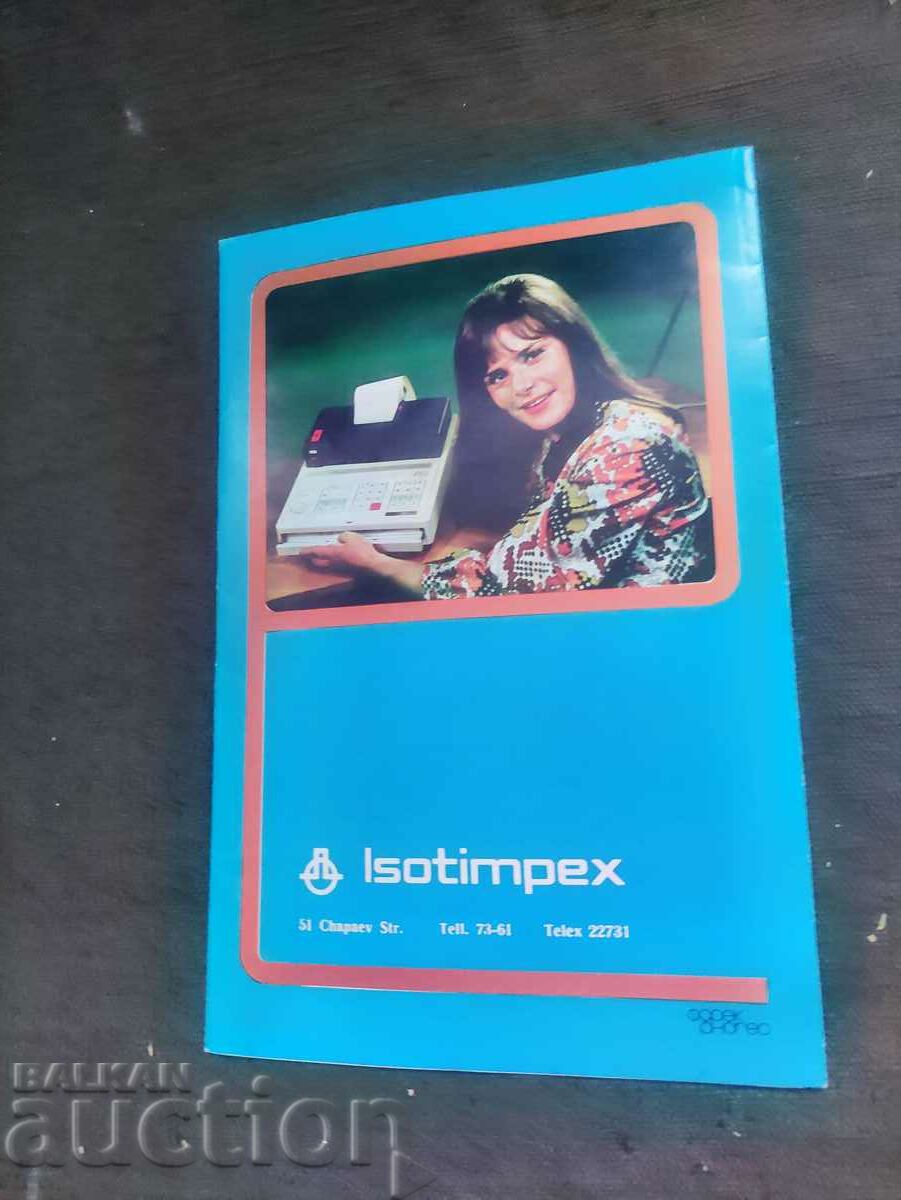 Isotimpex
51 Chapaev Str. Tell. 73-61 Telex 22731
BALKAN
auction